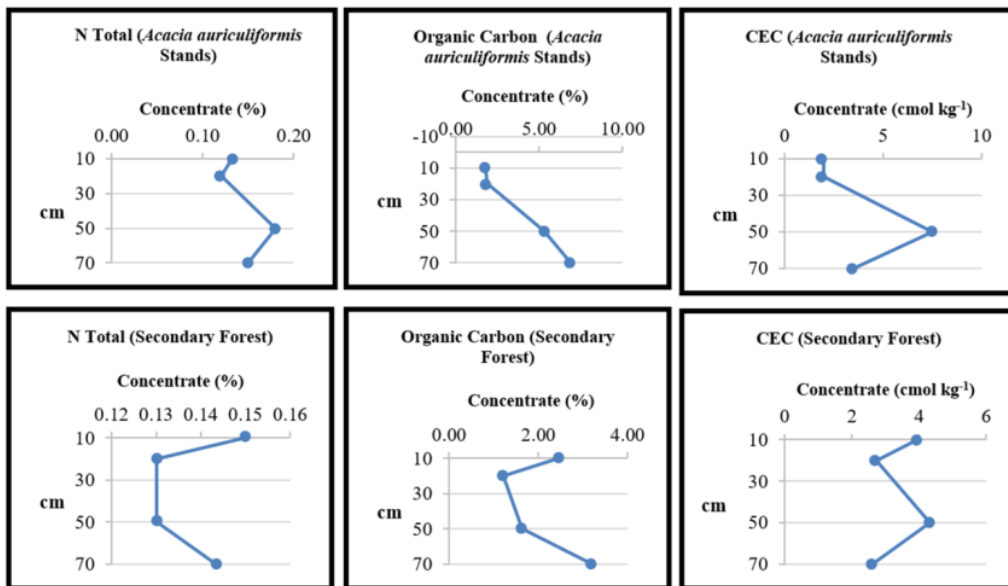 N Total (Acacia auriculiformis
Stands)
Concentrate (%)
0.00 0.10 0.20
10
30
cm
50
70
Organic Carbon (Acacia
auriculiformis Stands)
Concentrate (%)
-10 0.00 5.00 10.00
10
30
cm
50
70
CEC (Acacia auriculiformis
Stands)
Concentrate (cmol kg-1)
0 5 10
10
30
cm
50
70
N Total (Secondary Forest)
Concentrate (%)
0.12 0.13 0.14 0.15 0.16
10
30
cm
50
70
Organic Carbon (Secondary
Forest)
Concentrate (%)
0.00 2.00 4.00
10
30
cm
50
70
CEC (Secondary Forest)
Concentrate (cmol kg-1)
0 2 4 6
10
30
cm
50
70